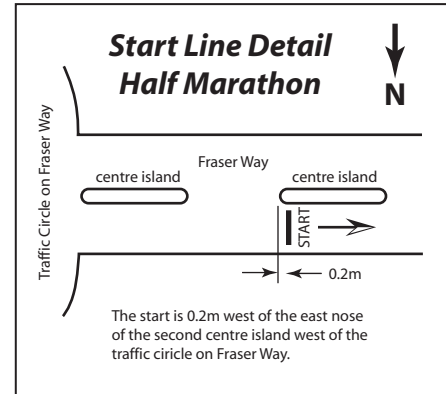 Start Line Detail
Half Marathon
N
Traffic Circle on Fraser Way
Fraser Way
centre island
centre island
START
0.2m
The start is 0.2m west of the east nose
of the second centre island west of the
traffic ciricle on Fraser Way.